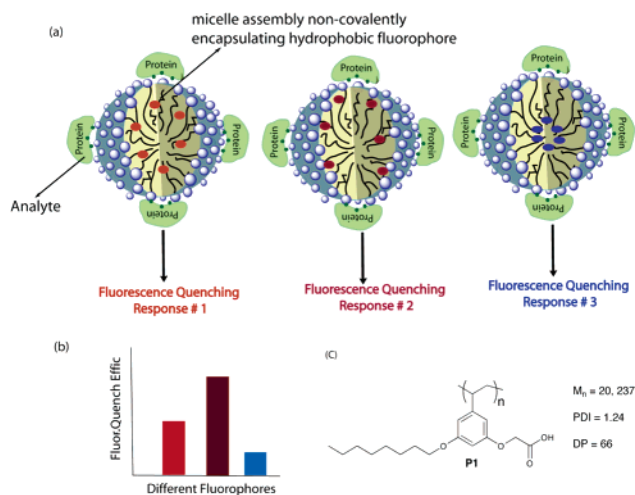 (a)
micelle assembly non-covalently
encapsulating hydrophobic fluorophore
Protein
Protein
Protein
Protein
Protein
Protein
Protein
Protein
Protein
Protein
Protein
Protein
Analyte
Fluorescence Quenching
Response # 1
Fluorescence Quenching
Response # 2
Fluorescence Quenching
Response # 3
(b)
Fluor.Quench Effic
Different Fluorophores
(C)
n
O
O
OH
O
P1
Mn = 20, 237
PDI = 1.24
DP = 66